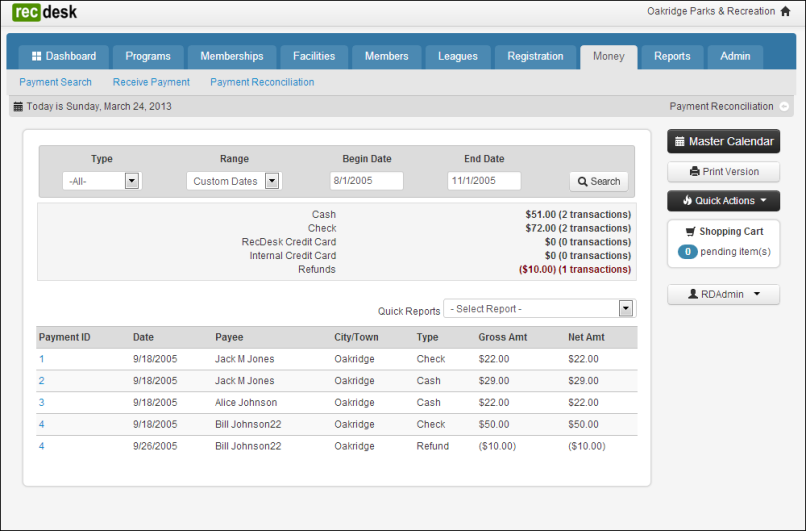 recdesk
Oakridge Parks & Recreation
Dashboard Programs Memberships Facilities Members Leagues Registration Money Reports Admin
Payment Search Receive Payment Payment Reconciliation
Today is Sunday, March 24, 2013 Payment Reconciliation
Master Calendar
Print Version
Quick Actions
Shopping Cart
0 pending item(s)
RDAdmin
Type Range Begin Date End Date
-All- Custom Dates 8/1/2005 11/1/2005 Search
Cash $51.00 (2 transactions)
Check $72.00 (2 transactions)
RecDesk Credit Card $0 (0 transactions)
Internal Credit Card $0 (0 transactions)
Refunds ($10.00) (1 transactions)
Quick Reports - Select Report -
Payment ID Date Payee City/Town Type Gross Amt Net Amt
1 9/18/2005 Jack M Jones Oakridge Check $22.00 $22.00
2 9/18/2005 Jack M Jones Oakridge Cash $29.00 $29.00
3 9/18/2005 Alice Johnson Oakridge Cash $22.00 $22.00
4 9/18/2005 Bill Johnson22 Oakridge Check $50.00 $50.00
4 9/26/2005 Bill Johnson22 Oakridge Refund ($10.00) ($10.00)